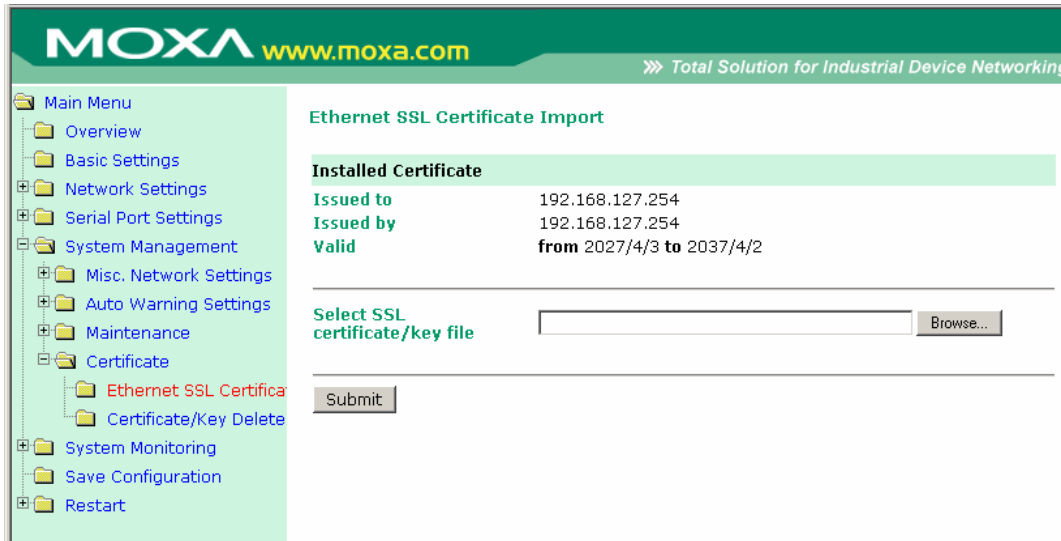 MOXA www.moxa.com
Total Solution for Industrial Device Networking
Main Menu
Overview
Basic Settings
Network Settings
Serial Port Settings
System Management
Misc. Network Settings
Auto Warning Settings
Maintenance
Certificate
Ethernet SSL Certifica
Certificate/Key Delete
System Monitoring
Save Configuration
Restart
Ethernet SSL Certificate Import
Installed Certificate
Issued to 192.168.127.254
Issued by 192.168.127.254
Valid from 2027/4/3 to 2037/4/2
Select SSL
certificate/key file Browse...
Submit